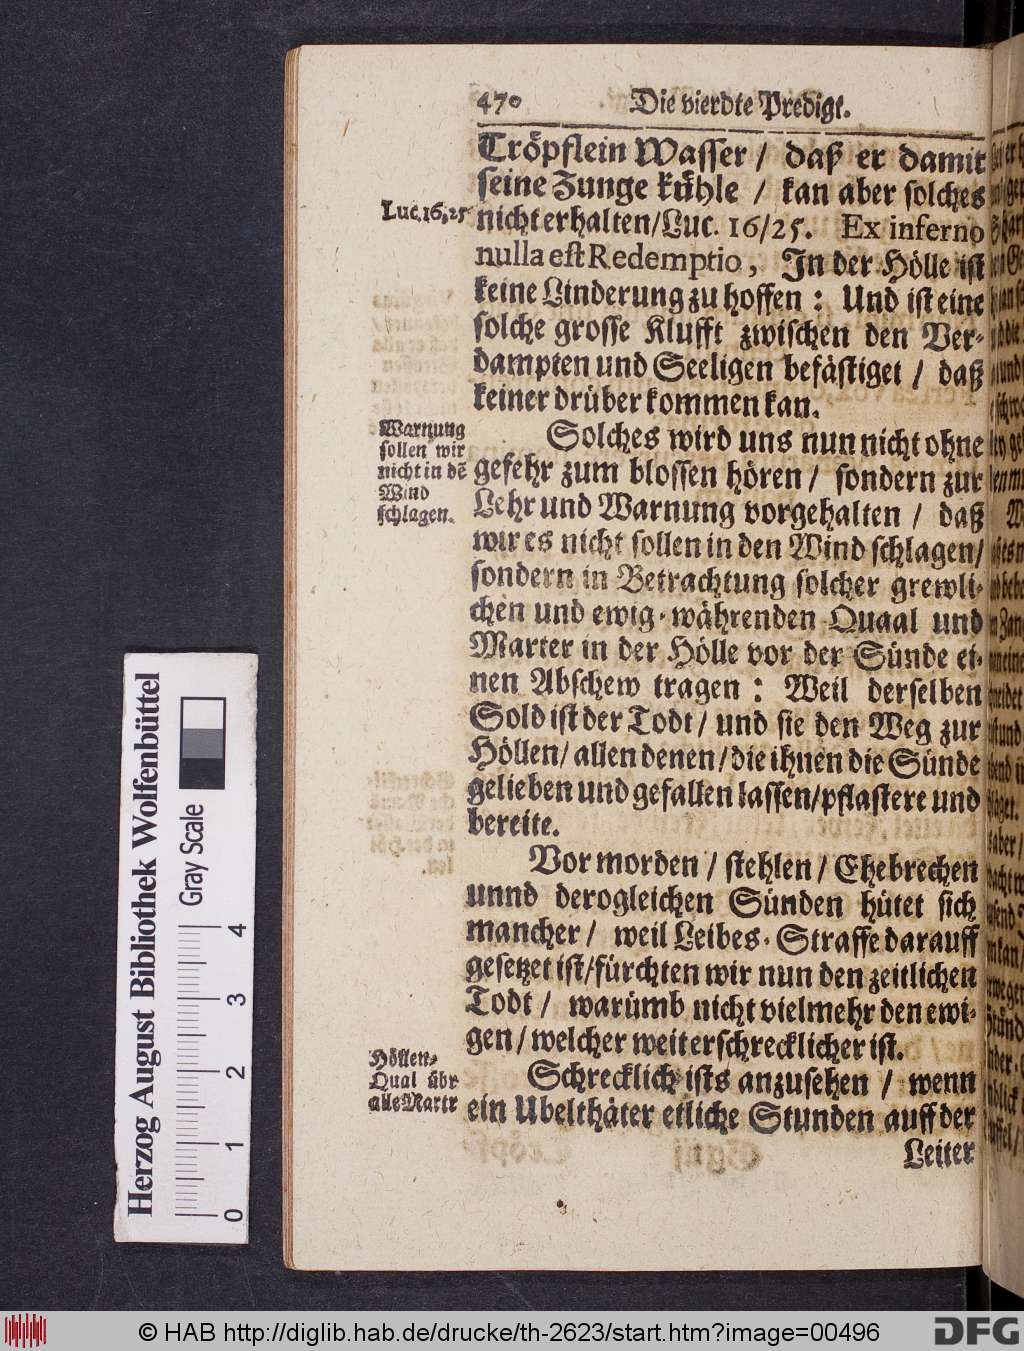 470 Die vierdte Predigt.
Tröpflein Wasser / daß er damit
seine Zunge kühle / kan aber solches
Luc. 16, 25
nicht erhalten/Luc. 16/25. Ex inferno
nulla est Redemptio, In der Hölle ist
keine Linderung zu hoffen : Und ist eine
solche grosse Klufft zwischen den Ver-
dampten und Seeligen befästiget / daß
keiner drüber kommen kan.
Warnung
sollen wir
nicht in dē
Wind
schlagen.
Solches wird uns nun nicht ohne
gefehr zum blossen hören / sondern zur
Lehr und Warnung vorgehalten / daß
wir es nicht sollen in den Wind schlagen/
sondern in Betrachtung solcher grewli-
chen und ewig-währenden Quaal und
Marter in der Hölle vor der Sünde ei-
nen Abschew tragen : Weil derselben
Sold ist der Todt / und sie den Weg zur
Höllen / allen denen / die ihnen die Sünde
gelieben und gefallen lassen/pflastere und
bereite.
Vor morden / stehlen / Ehebrechen
unnd derogleichen Sünden hütet sich
mancher / weil Leibes-Straffe darauff
gesetzet ist/fürchten wir nun den zeitlichen
Todt / warümb nicht vielmehr den ewi-
gen / welcher weiter schrecklicher ist.
Höllen-
Qual übr
alle Martr
Schrecklich ists anzusehen / wenn
ein Ubelthäter etliche Stunden auff der
Leiter
Herzog August Bibliothek Wolfenbüttel
Gray Scale
0 1 2 3 4
© HAB http://diglib.hab.de/drucke/th-2623/start.htm?image=00496
DFG